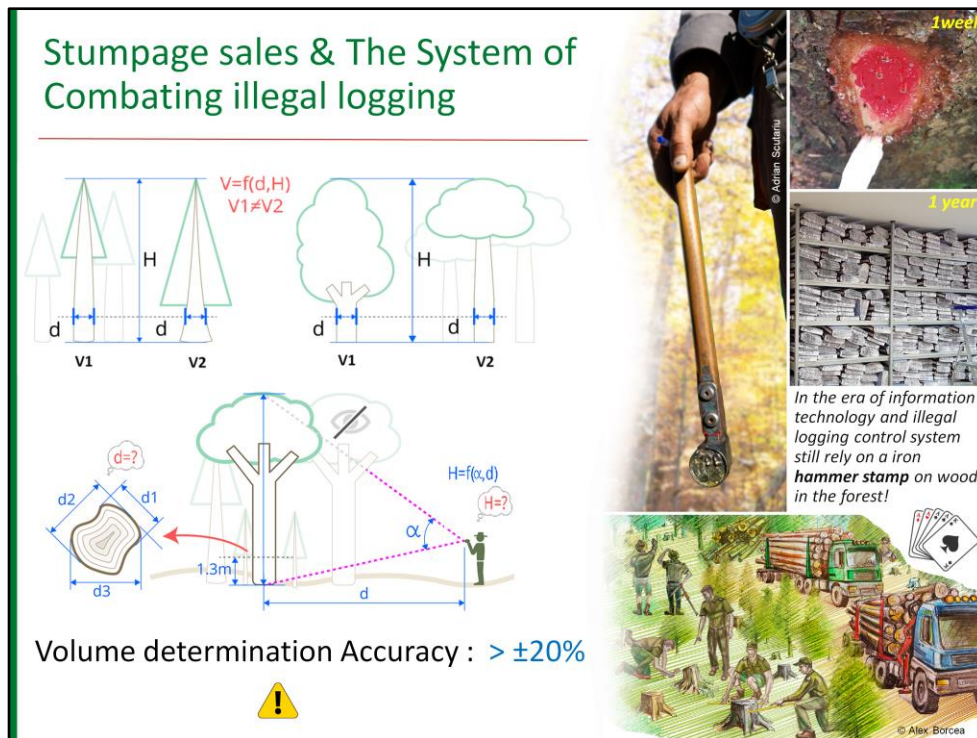 Stumpage sales & The System of
Combating illegal logging
V=f(d,H)
V1≠V2
H
d
d
V1
V2
H
d
d
V1
V2
d=?
d2
d1
d3
1.3m
H=f(α,d)
H=?
α
d
Volume determination Accuracy : > ±20%
!
© Adrian Scutariu
1week
1 year
In the era of information
technology and illegal
logging control system
still rely on a iron
hammer stamp on wood
in the forest!
© Alex Borcea